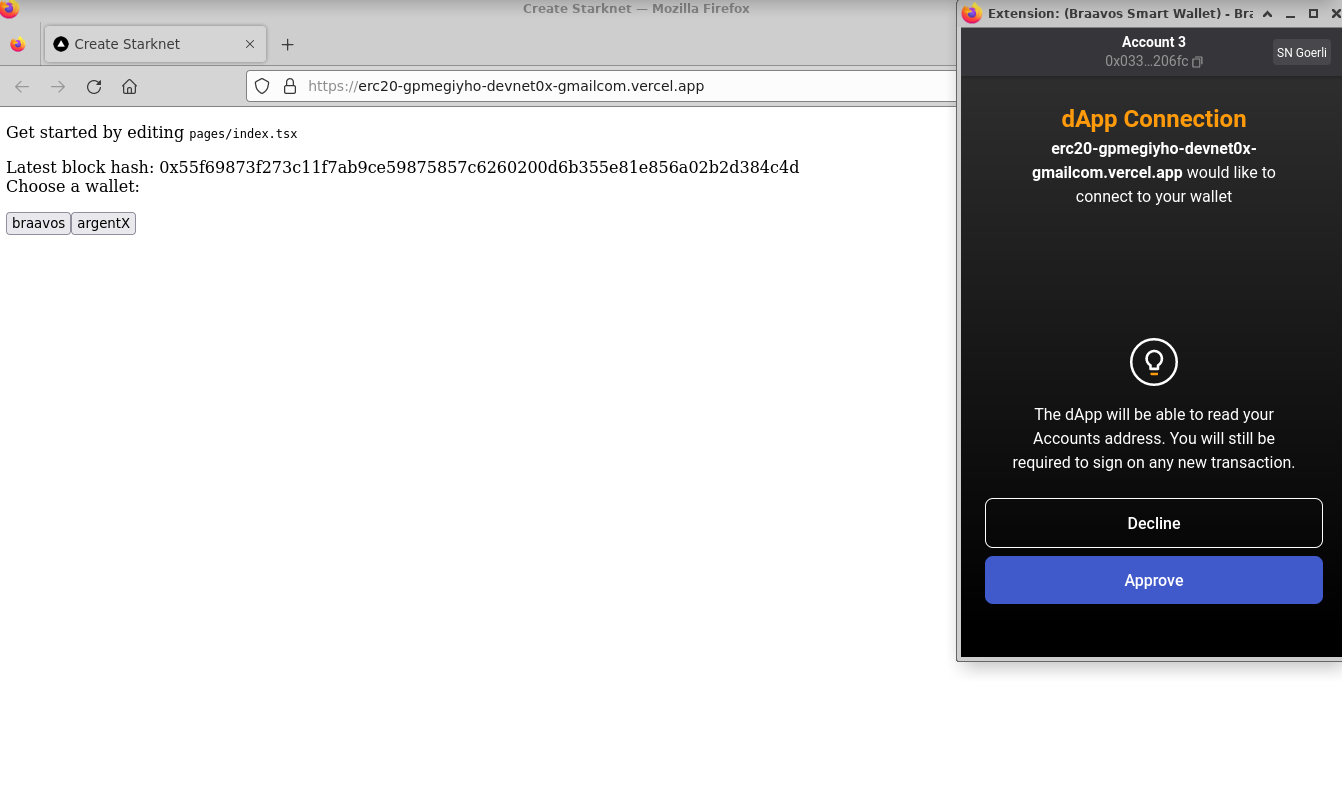 Create Starknet — Mozilla Firefox
Create Starknet
https://erc20-gpmegiyho-devnet0x-gmailcom.vercel.app
Get started by editing pages/index.tsx
Latest block hash: 0x55f69873f273c11f7ab9ce59875857c6260200d6b355e81e856a02b2d384c4d
Choose a wallet:
braavos argentX
Extension: (Braavos Smart Wallet) - Bra
Account 3
0x033...206fc
SN Goerli
dApp Connection
erc20-gpmegiyho-devnet0x-
gmailcom.vercel.app would like to
connect to your wallet
The dApp will be able to read your
Accounts address. You will still be
required to sign on any new transaction.
Decline
Approve